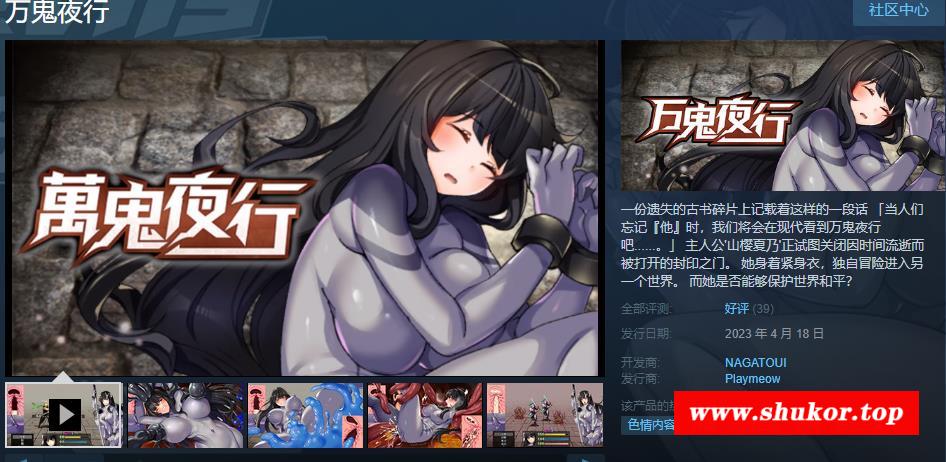 万鬼夜行
社区中心
萬鬼夜行
万鬼夜行
一份遗失的古书碎片上记载着这样的一段话 「当人们
忘记『他』时，我们将会在现代看到万鬼夜行
吧......。」 主人公'山樱夏乃'正试图关闭因时间流逝而
被打开的封印之门。 她身着紧身衣，独自冒险进入另
一个世界。 而她是否能够保护世界和平?
全部评测: 好评 (39)
发行日期: 2023 年 4 月 18 日
开发商: NAGATOUI
发行商: Playmeow
该产品的
色情内容
www.shukor.top